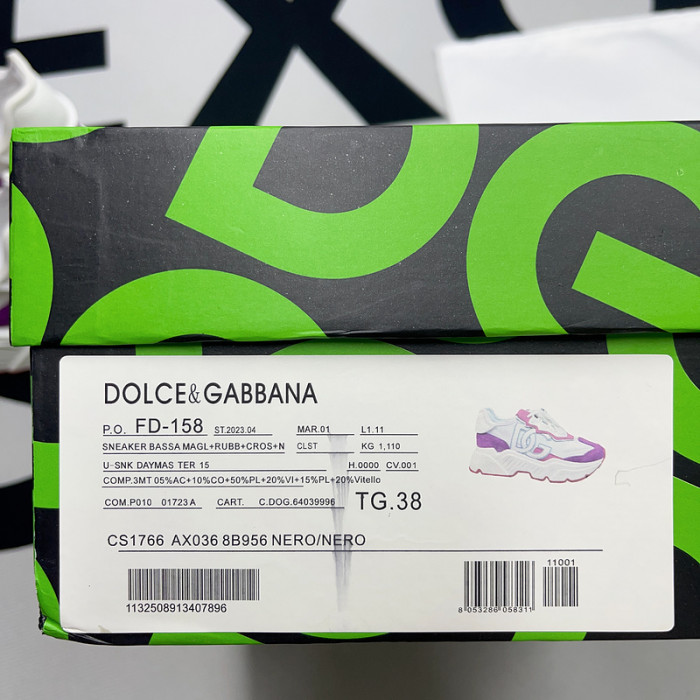 EXC
DG
DOLCE&GABBANA
P.O. FD-158 ST.2023.04 MAR.01 L1.11
SNEAKER BASSA MAGL+RUBB+CROS+N CLST KG 1,110
U-SNK DAYMAS TER 15 H.0000 CV.001
COMP.3MT 05%AC+10%CO+50%PL+20%VI+15%PL+20%Vitello
COM.P010 01723A CART. C.DOG.64039996 TG.38
CS1766 AX036 8B956 NERO/NERO
11001
1132508913407896
8 053286 058311